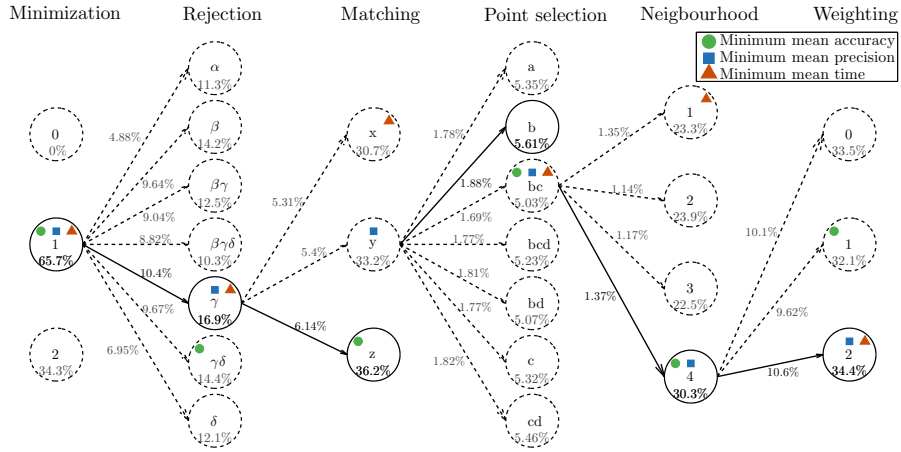 Minimization
Rejection
Matching
Point selection
Neigbourhood
Weighting
Minimum mean accuracy
Minimum mean precision
Minimum mean time
0
0%
1
65.7%
2
34.3%
4.88%
9.64%
9.04%
8.82%
10.4%
9.67%
6.95%
α
11.3%
β
14.2%
βγ
12.5%
βγδ
10.3%
γ
16.9%
γδ
14.4%
δ
12.1%
5.31%
5.4%
6.14%
x
30.7%
y
33.2%
z
36.2%
1.78%
1.88%
1.69%
1.77%
1.81%
1.77%
1.82%
a
5.35%
b
5.61%
bc
5.03%
bcd
5.23%
bd
5.07%
c
5.32%
cd
5.46%
1.35%
1.14%
1.17%
1.37%
1
23.3%
2
23.9%
3
22.5%
4
30.3%
10.1%
9.62%
10.6%
0
33.5%
1
32.1%
2
34.4%